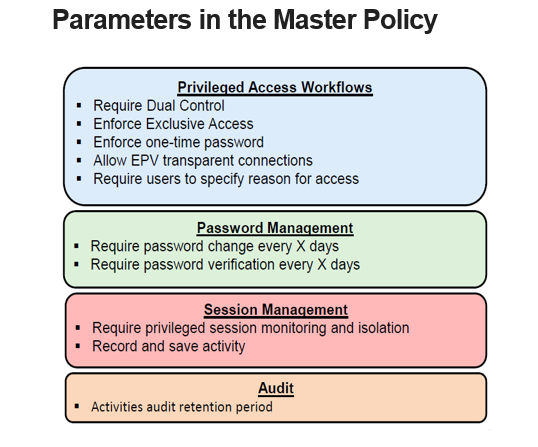 Parameters in the Master Policy
Privileged Access Workflows
▪ Require Dual Control
▪ Enforce Exclusive Access
▪ Enforce one-time password
▪ Allow EPV transparent connections
▪ Require users to specify reason for access
Password Management
▪ Require password change every X days
▪ Require password verification every X days
Session Management
▪ Require privileged session monitoring and isolation
▪ Record and save activity
Audit
▪ Activities audit retention period